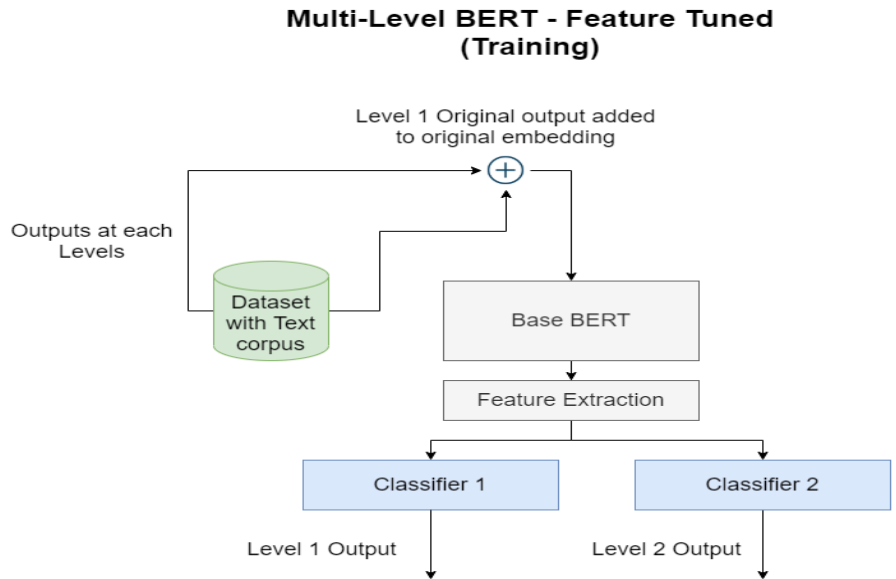 Multi-Level BERT - Feature Tuned
(Training)
Level 1 Original output added
to original embedding
Outputs at each
Levels
Dataset
with Text
corpus
Base BERT
Feature Extraction
Classifier 1
Classifier 2
Level 1 Output
Level 2 Output